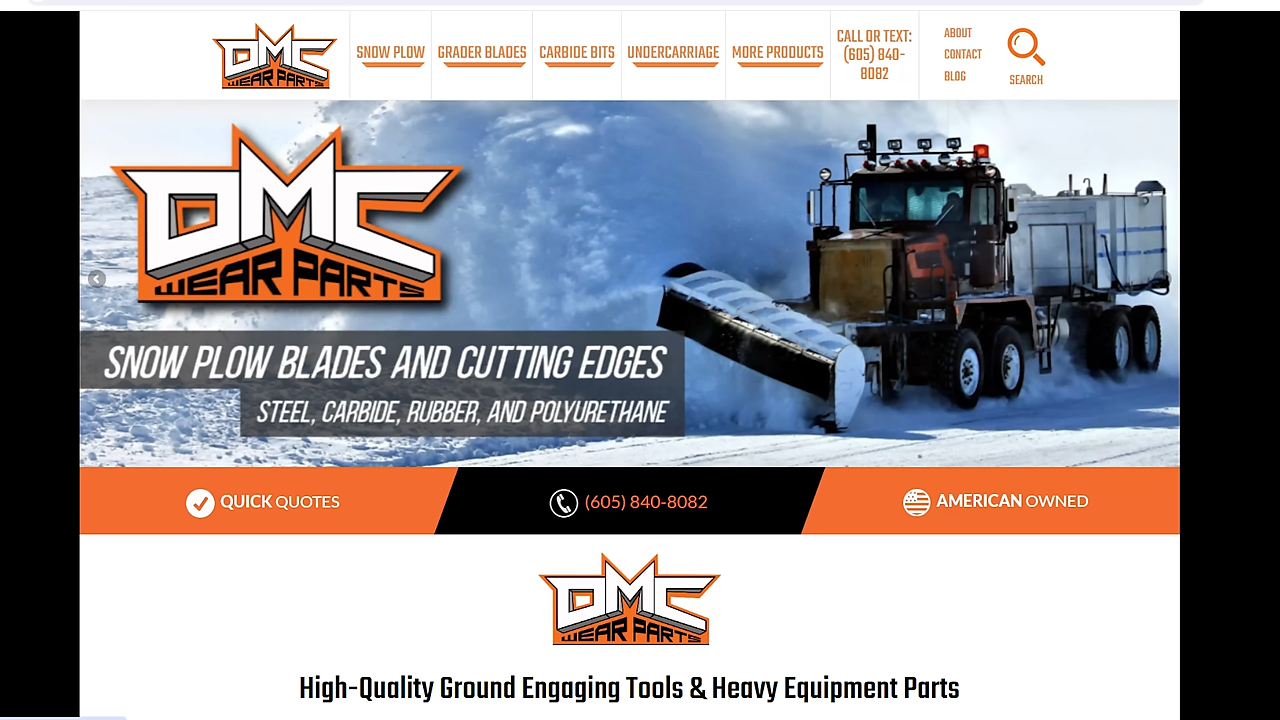 DMC
WEAR PARTS
SNOW PLOW
GRADER BLADES
CARBIDE BITS
UNDERCARRIAGE
MORE PRODUCTS
CALL OR TEXT:
(605) 840-
8082
ABOUT
CONTACT
BLOG
SEARCH
DMC
WEAR PARTS
SNOW PLOW BLADES AND CUTTING EDGES
STEEL, CARBIDE, RUBBER, AND POLYURETHANE
QUICK QUOTES
(605) 840-8082
AMERICAN OWNED
DMC
WEAR PARTS
High-Quality Ground Engaging Tools & Heavy Equipment Parts